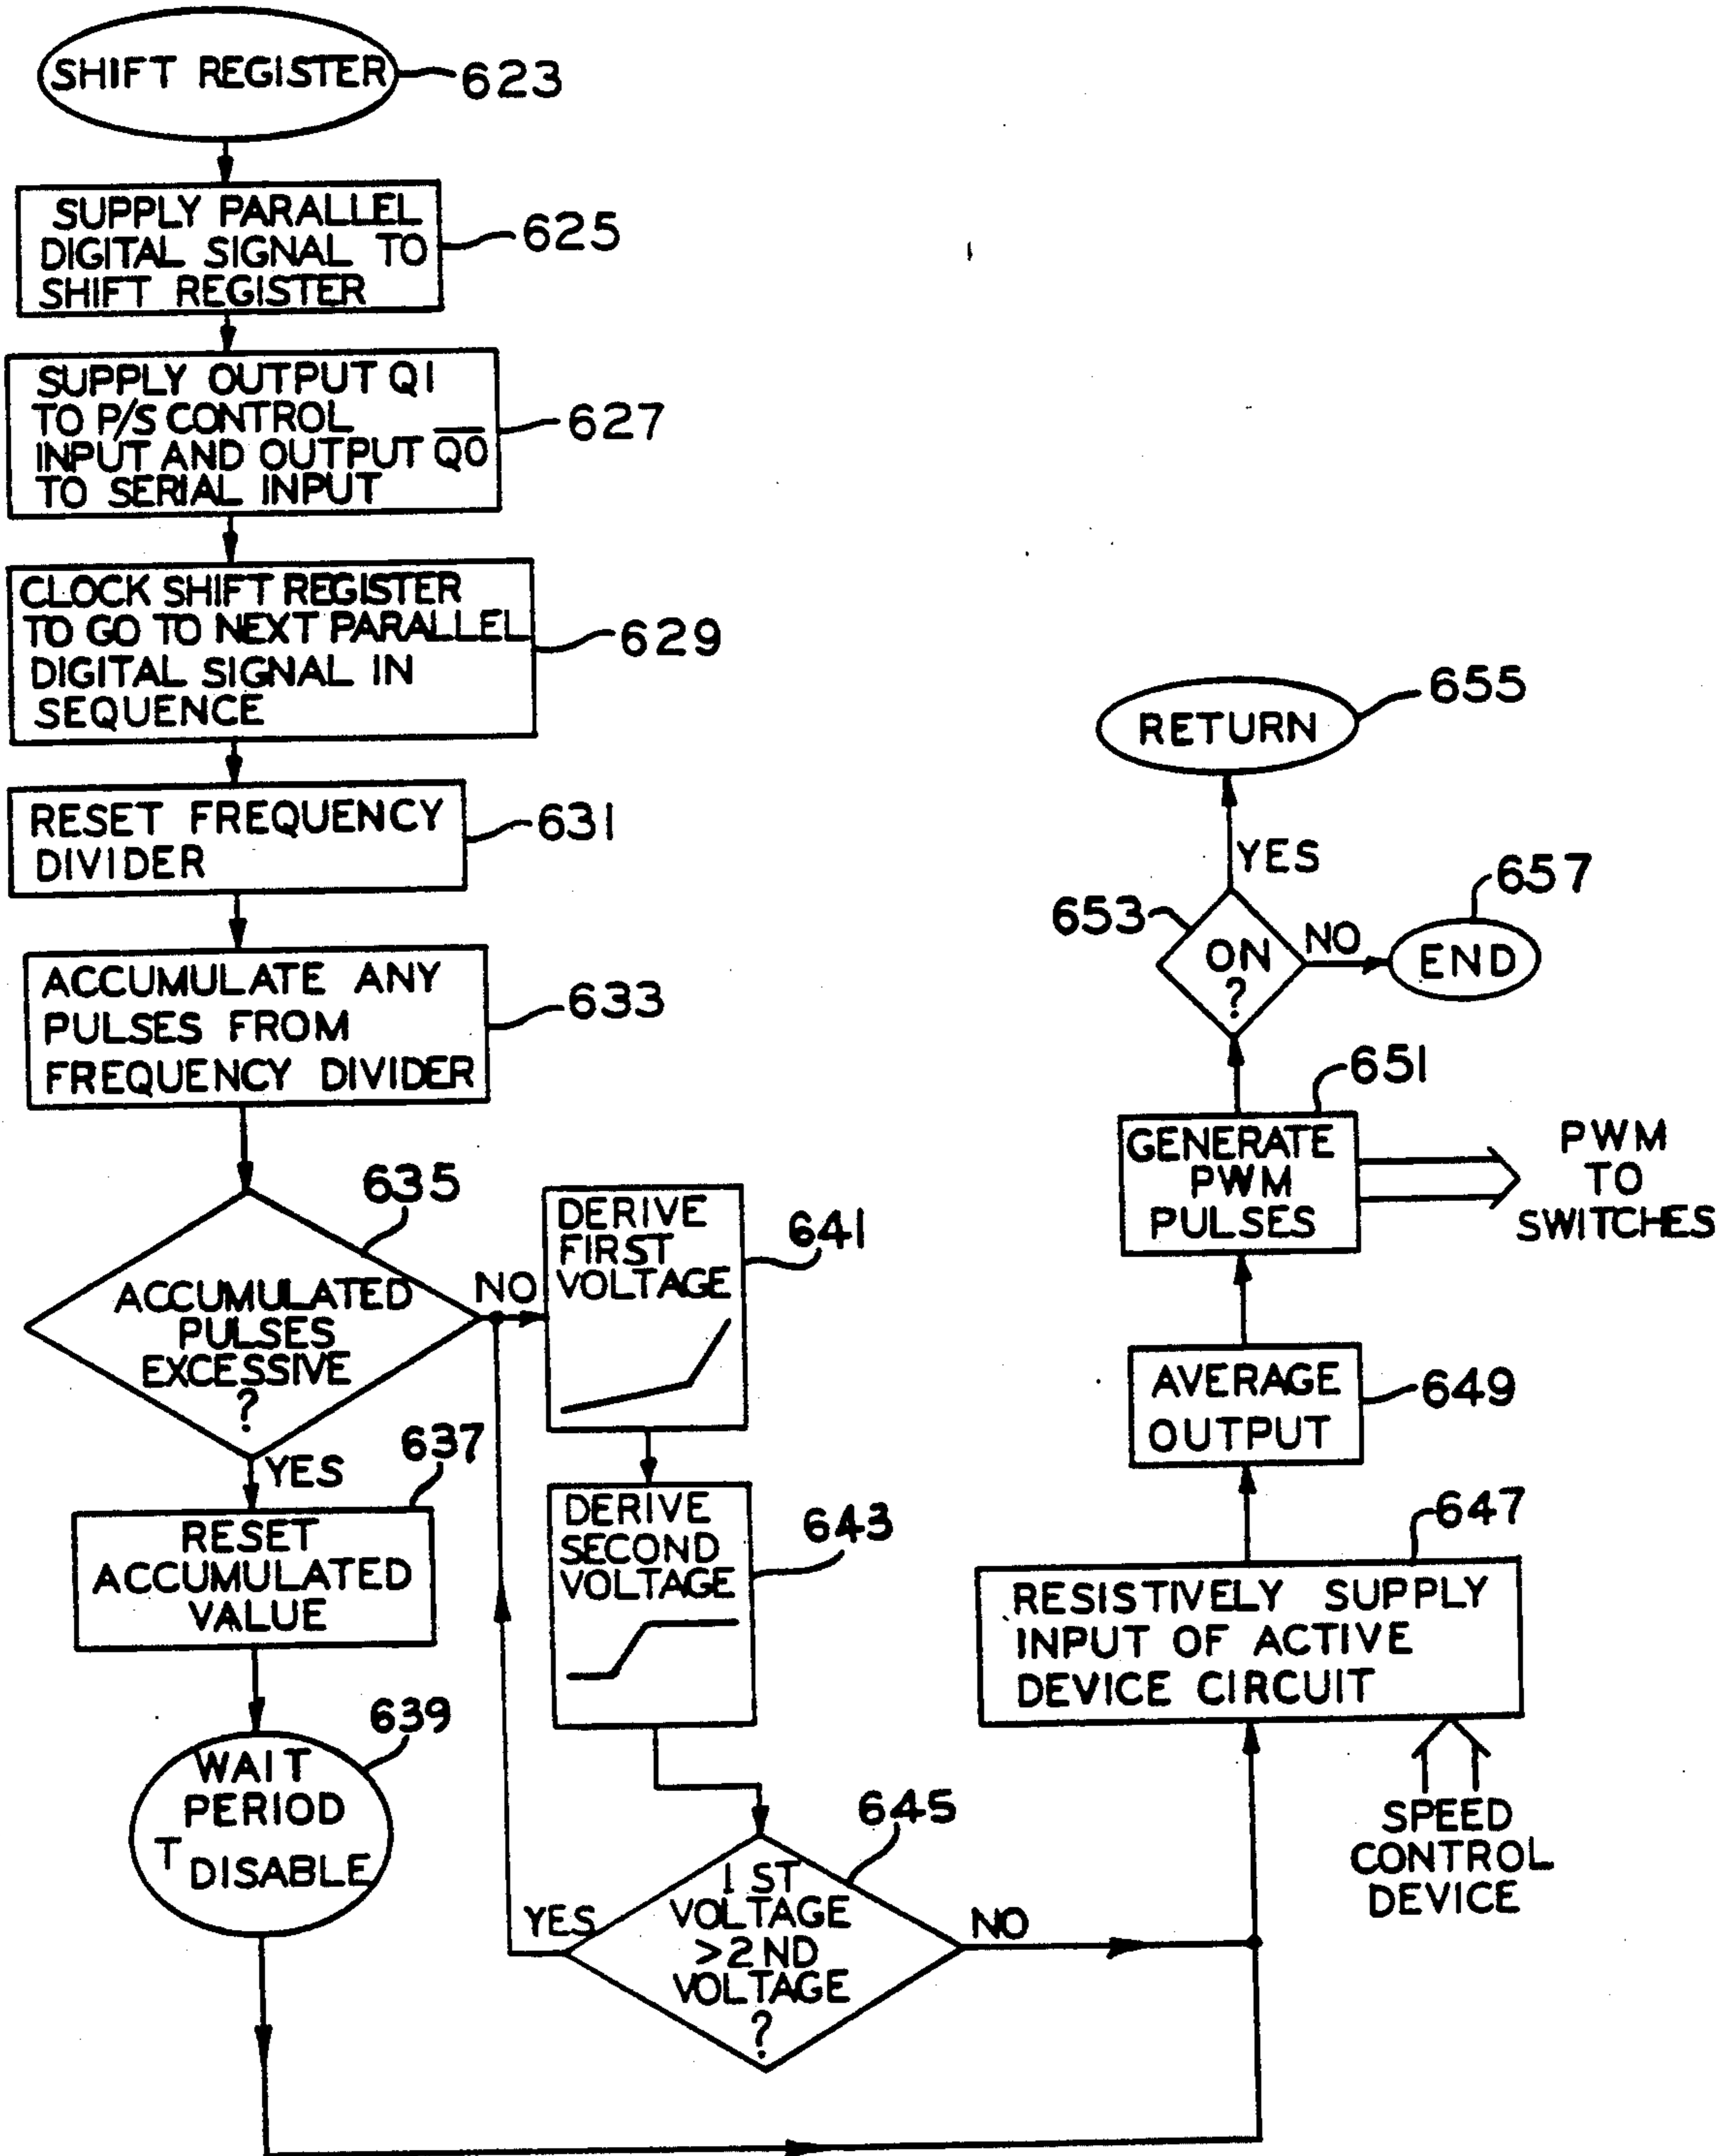 SHIFT REGISTER
623
SUPPLY PARALLEL
DIGITAL SIGNAL TO
SHIFT REGISTER
625
SUPPLY OUTPUT Q1
TO P/S CONTROL
INPUT AND OUTPUT Q̅0̅
TO SERIAL INPUT
627
CLOCK SHIFT REGISTER
TO GO TO NEXT PARALLEL
DIGITAL SIGNAL IN
SEQUENCE
629
RESET FREQUENCY
DIVIDER
631
ACCUMULATE ANY
PULSES FROM
FREQUENCY DIVIDER
633
635
ACCUMULATED
PULSES
EXCESSIVE
?
NO
YES
637
RESET
ACCUMULATED
VALUE
639
WAIT
PERIOD
T DISABLE
DERIVE
FIRST
VOLTAGE
641
DERIVE
SECOND
VOLTAGE
643
645
1 ST
VOLTAGE
>2ND
VOLTAGE
?
YES
NO
647
RESISTIVELY SUPPLY
INPUT OF ACTIVE
DEVICE CIRCUIT
SPEED
CONTROL
DEVICE
AVERAGE
OUTPUT
649
651
GENERATE
PWM
PULSES
PWM
TO
SWITCHES
653
ON
?
YES
NO
RETURN
655
END
657